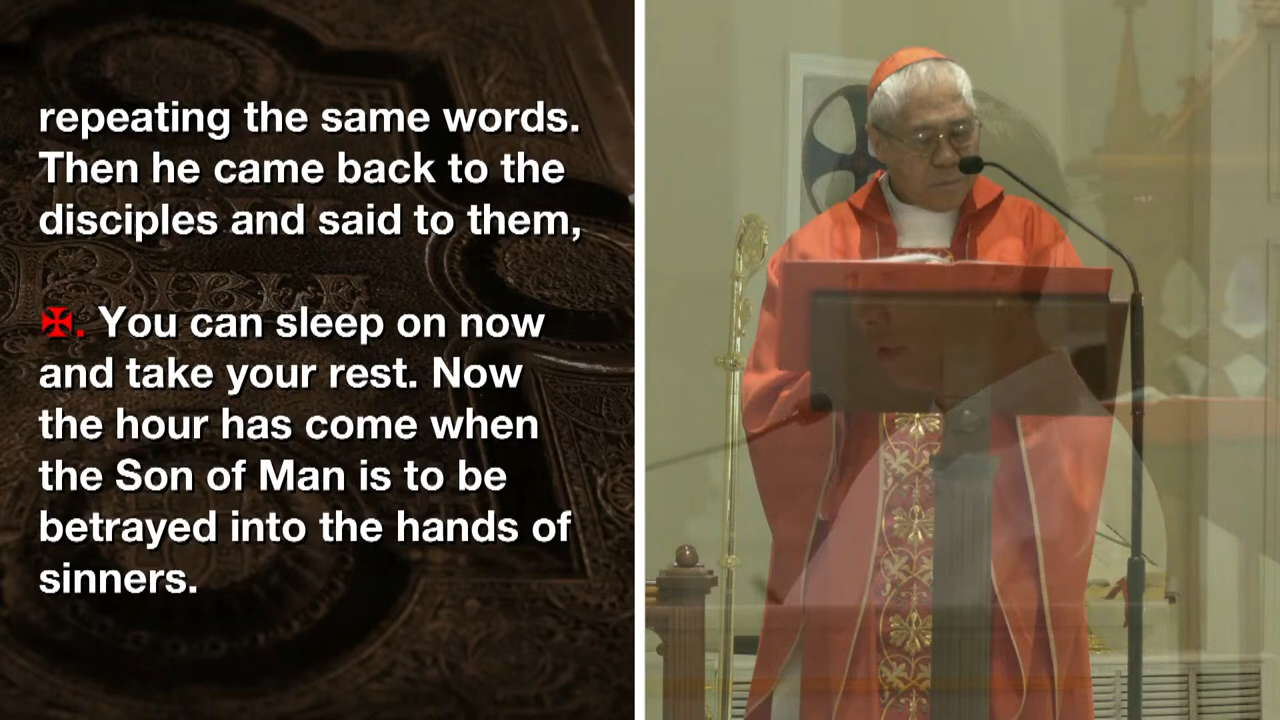 repeating the same words.
Then he came back to the
disciples and said to them,
✠. You can sleep on now
and take your rest. Now
the hour has come when
the Son of Man is to be
betrayed into the hands of
sinners.
BIBLE